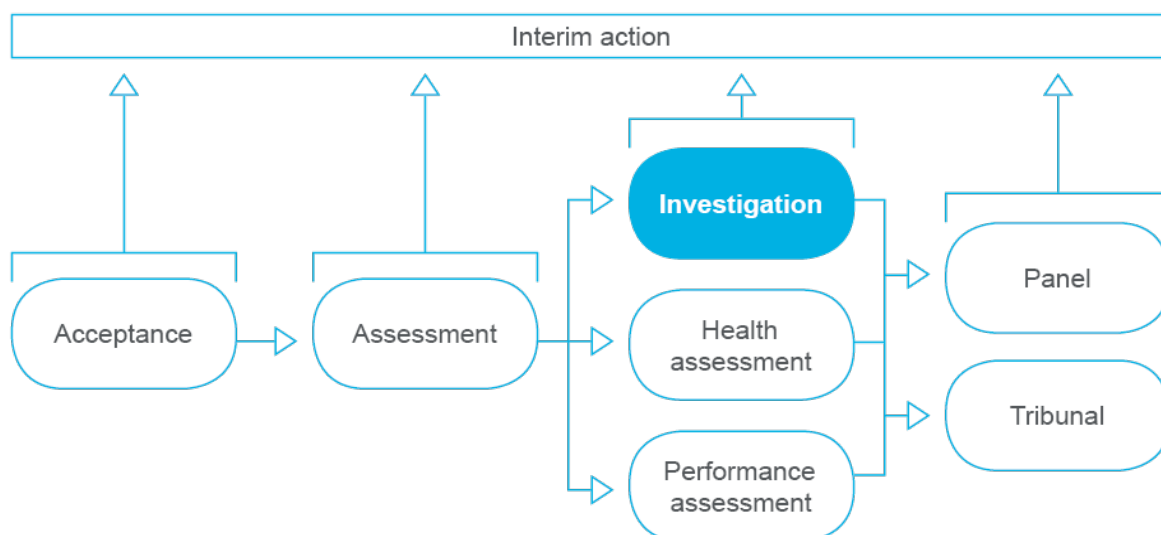 Interim action
Acceptance
Assessment
Investigation
Health
assessment
Performance
assessment
Panel
Tribunal